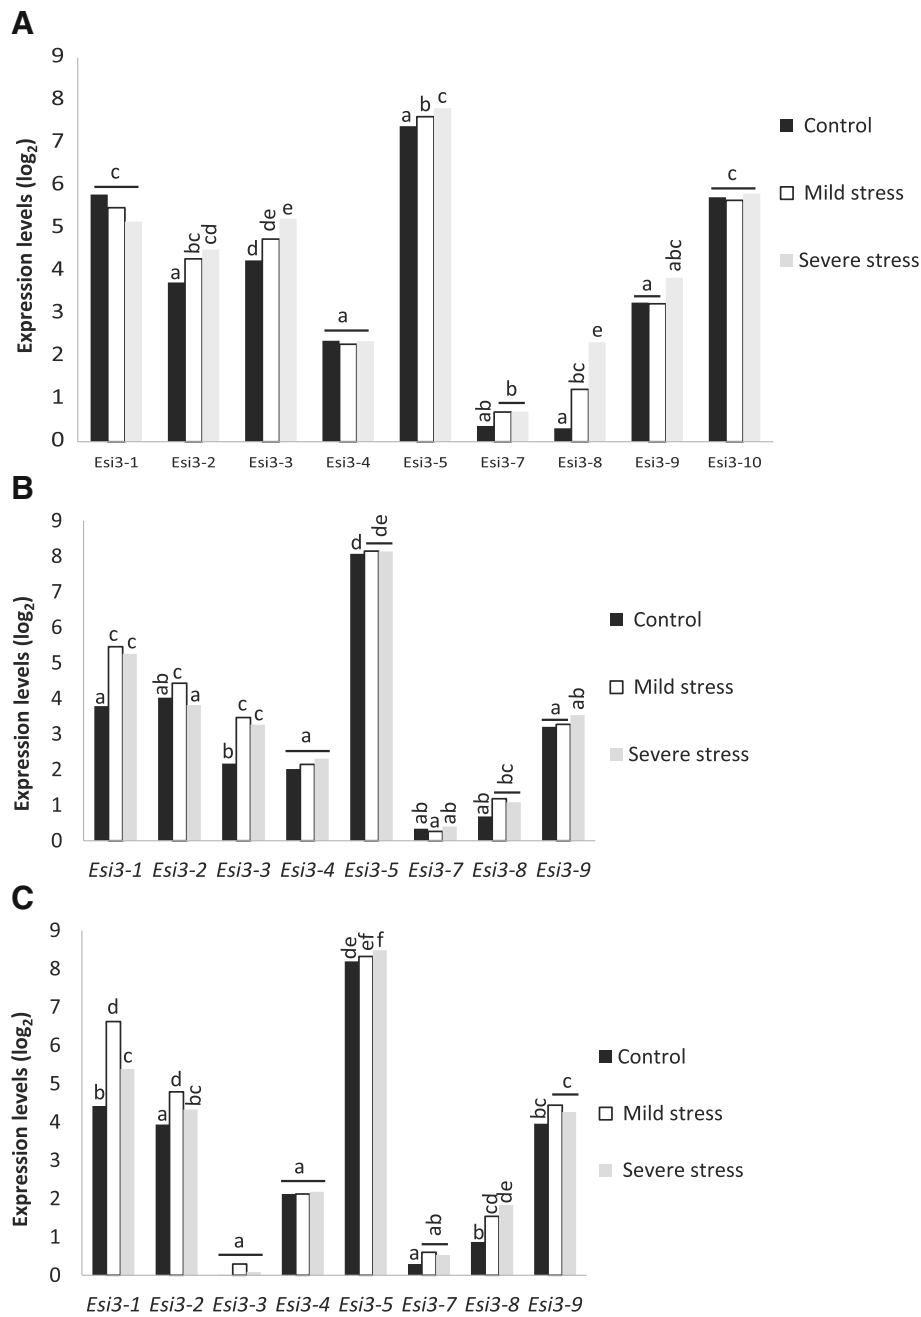 A
Expression levels (log2)
9
8
7
6
5
4
3
2
1
0
c
a bc cd
d de e
a
a b c
ab b
a bc e
a abc
c
Esi3-1 Esi3-2 Esi3-3 Esi3-4 Esi3-5 Esi3-7 Esi3-8 Esi3-9 Esi3-10
Control
Mild stress
Severe stress
B
Expression levels (log2)
9
8
7
6
5
4
3
2
1
0
a c c
ab c a
b c c
a
d de
ab a ab
ab bc
a ab
Esi3-1 Esi3-2 Esi3-3 Esi3-4 Esi3-5 Esi3-7 Esi3-8 Esi3-9
Control
Mild stress
Severe stress
C
Expression levels (log2)
9
8
7
6
5
4
3
2
1
0
b d c
a d bc
a
a
de ef f
a ab
b cd de
bc c
Esi3-1 Esi3-2 Esi3-3 Esi3-4 Esi3-5 Esi3-7 Esi3-8 Esi3-9
Control
Mild stress
Severe stress